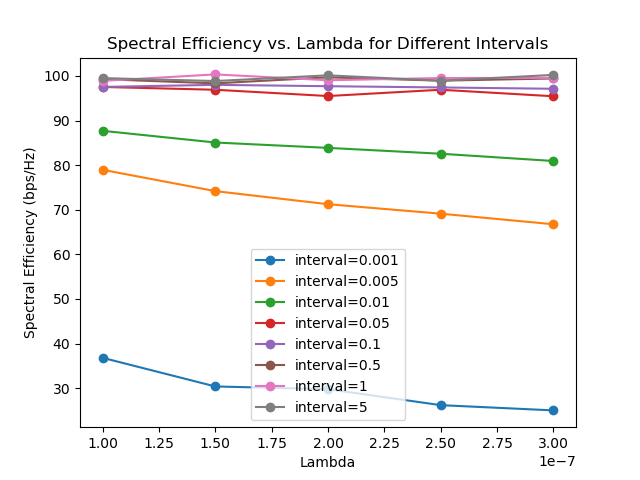 Spectral Efficiency vs. Lambda for Different Intervals
Spectral Efficiency (bps/Hz)
100
90
80
70
60
50
40
30
interval=0.001
interval=0.005
interval=0.01
interval=0.05
interval=0.1
interval=0.5
interval=1
interval=5
1.00 1.25 1.50 1.75 2.00 2.25 2.50 2.75 3.00
1e−7
Lambda